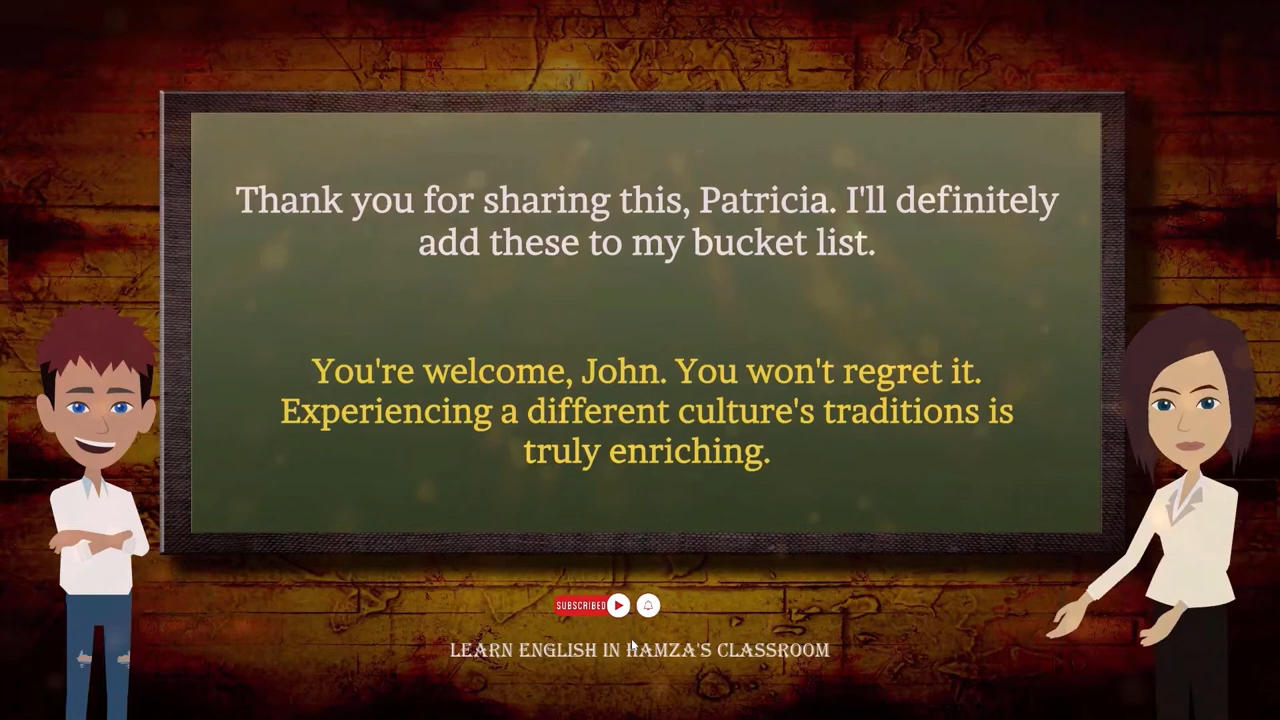 Thank you for sharing this, Patricia. I'll definitely
add these to my bucket list.
You're welcome, John. You won't regret it.
Experiencing a different culture's traditions is
truly enriching.
SUBSCRIBED
LEARN ENGLISH IN HAMZA'S CLASSROOM